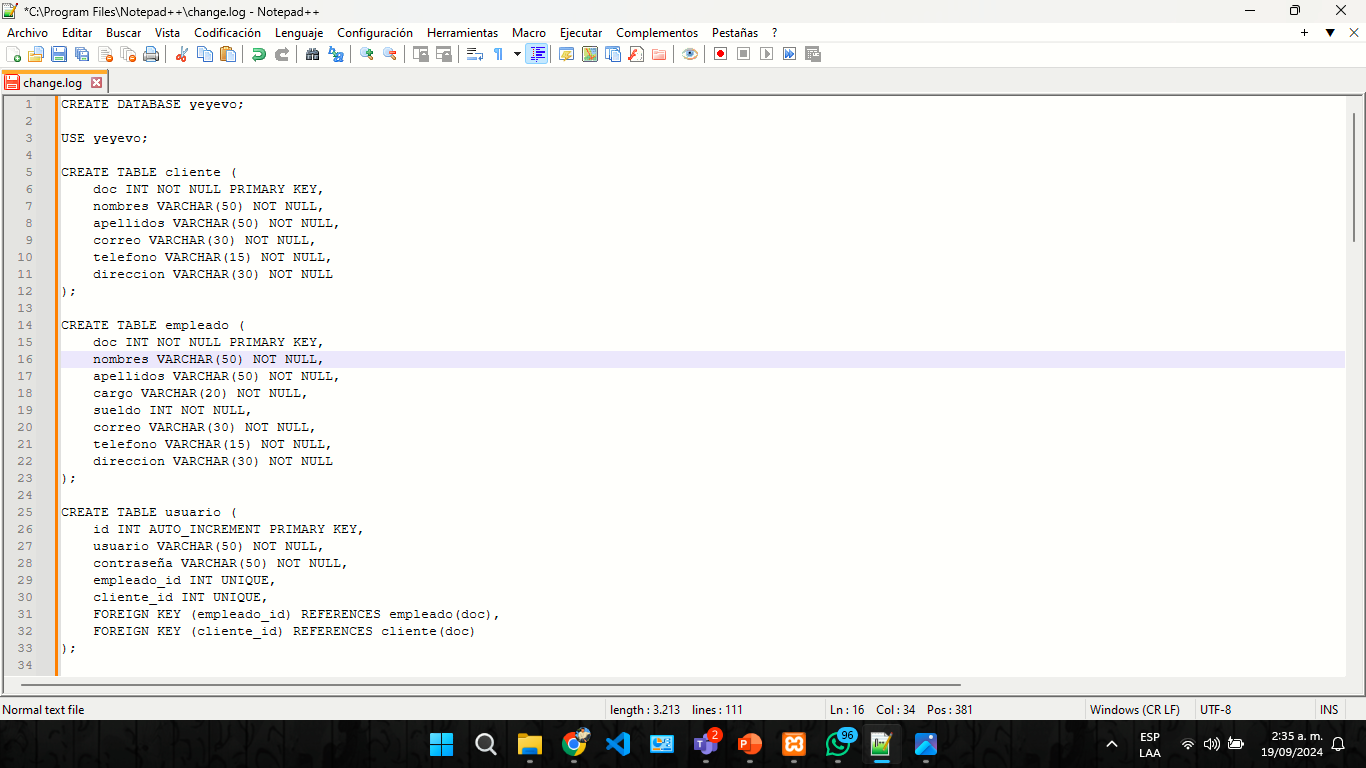 *C:\Program Files\Notepad++\change.log - Notepad++
Archivo Editar Buscar Vista Codificación Lenguaje Configuración Herramientas Macro Ejecutar Complementos Pestañas ?
change.log
1 CREATE DATABASE yeyevo;
2
3 USE yeyevo;
4
5 CREATE TABLE cliente (
6 doc INT NOT NULL PRIMARY KEY,
7 nombres VARCHAR(50) NOT NULL,
8 apellidos VARCHAR(50) NOT NULL,
9 correo VARCHAR(30) NOT NULL,
10 telefono VARCHAR(15) NOT NULL,
11 direccion VARCHAR(30) NOT NULL
12 );
13
14 CREATE TABLE empleado (
15 doc INT NOT NULL PRIMARY KEY,
16 nombres VARCHAR(50) NOT NULL,
17 apellidos VARCHAR(50) NOT NULL,
18 cargo VARCHAR(20) NOT NULL,
19 sueldo INT NOT NULL,
20 correo VARCHAR(30) NOT NULL,
21 telefono VARCHAR(15) NOT NULL,
22 direccion VARCHAR(30) NOT NULL
23 );
24
25 CREATE TABLE usuario (
26 id INT AUTO_INCREMENT PRIMARY KEY,
27 usuario VARCHAR(50) NOT NULL,
28 contraseña VARCHAR(50) NOT NULL,
29 empleado_id INT UNIQUE,
30 cliente_id INT UNIQUE,
31 FOREIGN KEY (empleado_id) REFERENCES empleado(doc),
32 FOREIGN KEY (cliente_id) REFERENCES cliente(doc)
33 );
34
Normal text file length : 3.213 lines : 111 Ln : 16 Col : 34 Pos : 381 Windows (CR LF) UTF-8 INS
2 96
ESP 2:35 a. m.
LAA 19/09/2024